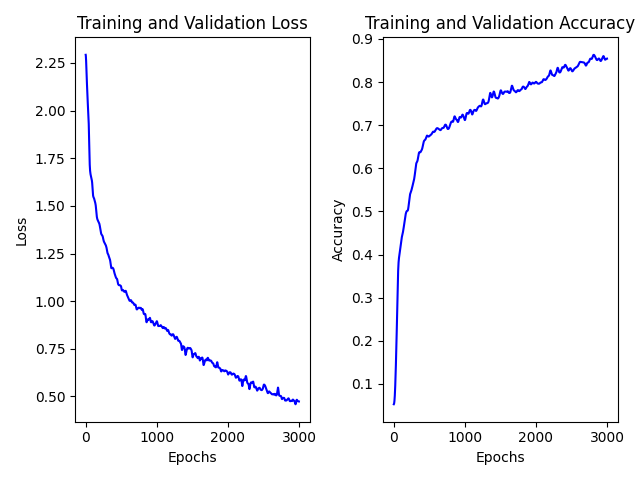 Training and Validation Loss
2.25
2.00
1.75
1.50
1.25
1.00
0.75
0.50
Loss
0 1000 2000 3000
Epochs
Training and Validation Accuracy
0.9
0.8
0.7
0.6
0.5
0.4
0.3
0.2
0.1
Accuracy
0 1000 2000 3000
Epochs